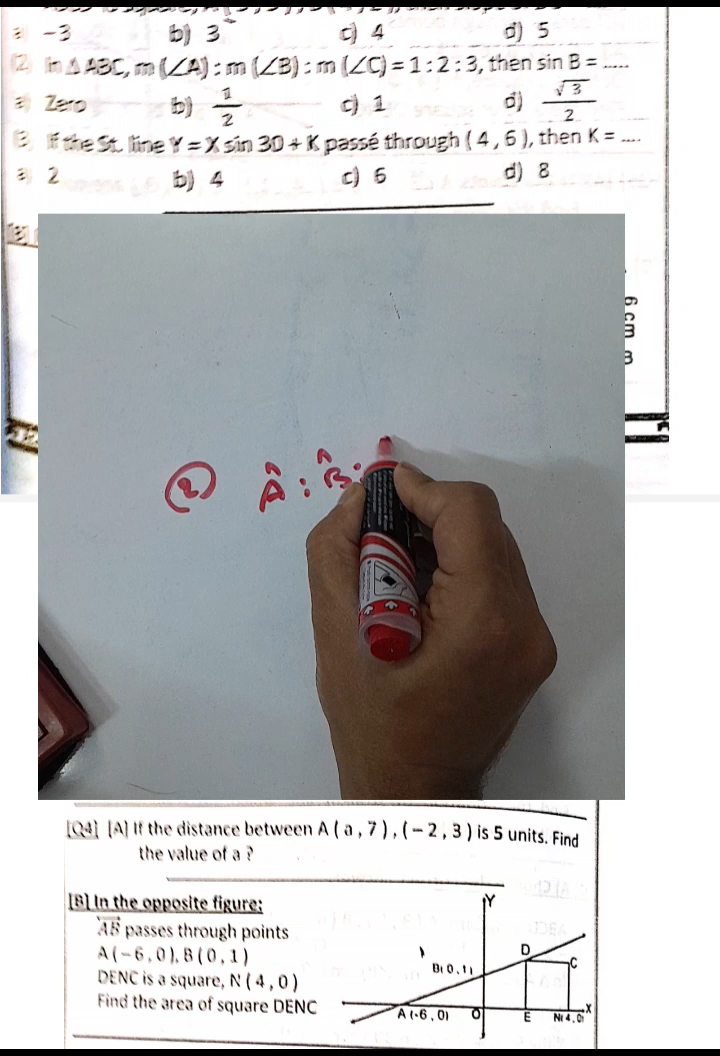 a) -3 b) 3 c) 4 d) 5
(2) In Δ ABC, m (∠A) : m (∠B) : m (∠C) = 1 : 2 : 3, then sin B = .....
a) Zero b) 1/2 c) 1 d) √3/2
(3) If the St. line Y = X sin 30 + K passé through ( 4 , 6 ), then K = ....
a) 2 b) 4 c) 6 d) 8
6 cm
(2) Â : B̂ :
[Q4] [A] If the distance between A ( a , 7 ) , ( – 2 , 3 ) is 5 units. Find
the value of a ?
[B] In the opposite figure:
AB passes through points
A ( – 6 , 0 ), B ( 0 , 1 )
DENC is a square, N ( 4 , 0 )
Find the area of square DENC
Y
D
C
B( 0 , 1 )
A (-6 , 0) O E N( 4 , 0) X